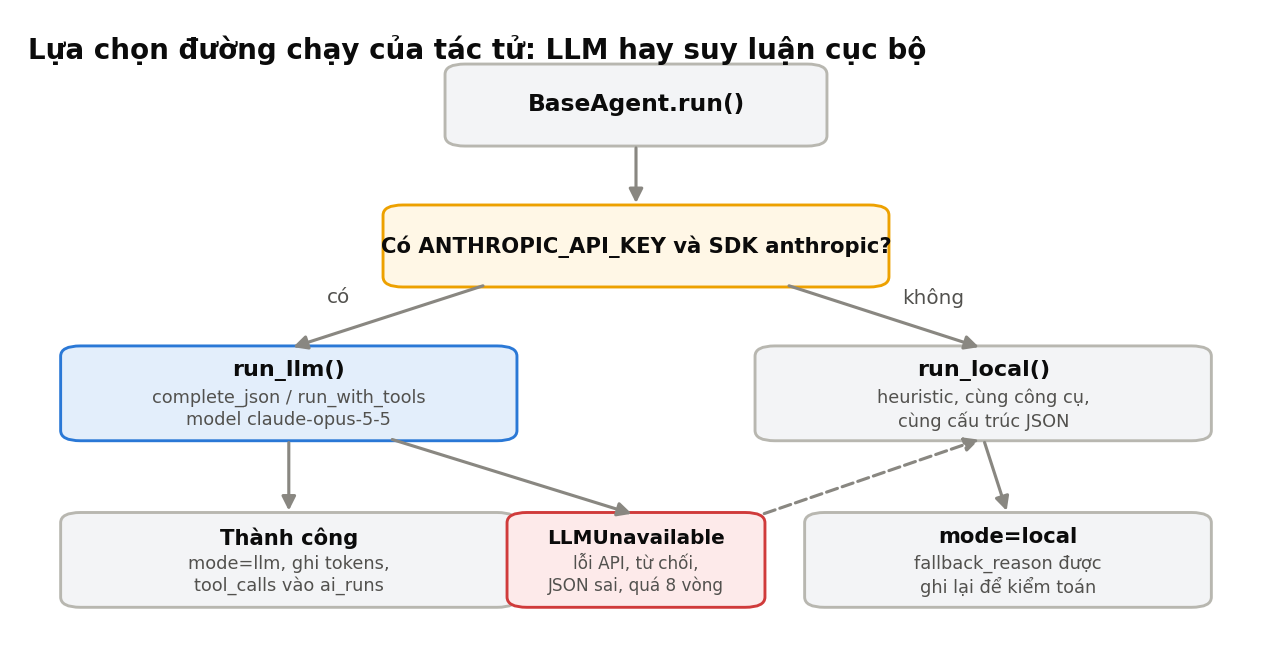 Lựa chọn đường chạy của tác tử: LLM hay suy luận cục bộ
BaseAgent.run()
Có ANTHROPIC_API_KEY và SDK anthropic?
có
không
run_llm()
complete_json / run_with_tools
model claude-opus-5-5
run_local()
heuristic, cùng công cụ,
cùng cấu trúc JSON
Thành công
mode=llm, ghi tokens,
tool_calls vào ai_runs
LLMUnavailable
lỗi API, từ chối,
JSON sai, quá 8 vòng
mode=local
fallback_reason được
ghi lại để kiểm toán